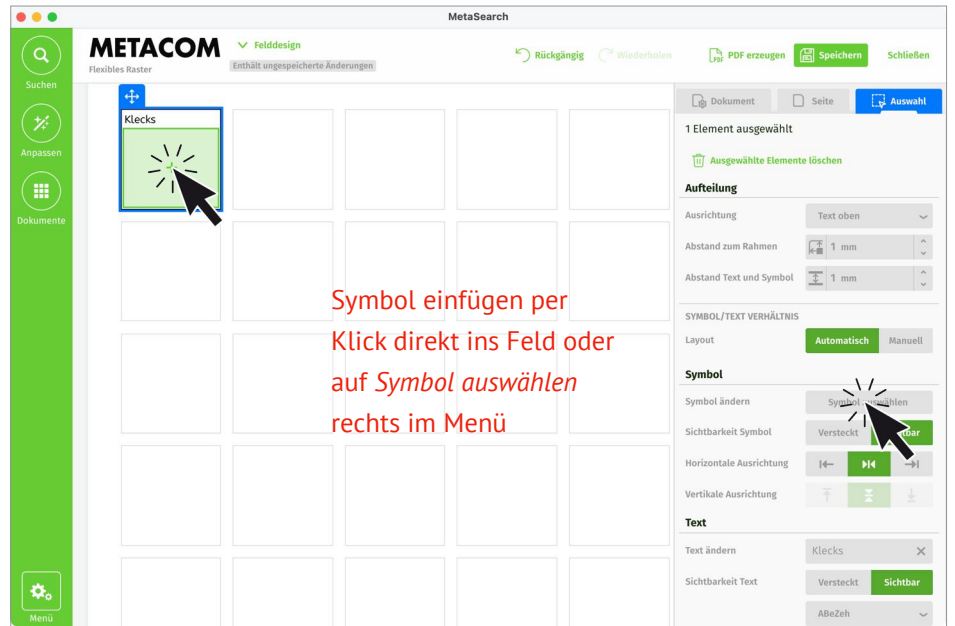 MetaSearch
METACOM
Flexibles Raster
Felddesign
Enthält ungespeicherte Änderungen
Rückgängig
Wiederholen
PDF PDF erzeugen
Speichern
Schließen
Suchen
Anpassen
Dokumente
Menü
Klecks
Symbol einfügen per
Klick direkt ins Feld oder
auf Symbol auswählen
rechts im Menü
Dokument
Seite
Auswahl
1 Element ausgewählt
Ausgewählte Elemente löschen
Aufteilung
Ausrichtung Text oben
Abstand zum Rahmen 1 mm
Abstand Text und Symbol 1 mm
SYMBOL/TEXT VERHÄLTNIS
Layout Automatisch Manuell
Symbol
Symbol ändern Symbol auswählen
Sichtbarkeit Symbol Versteckt Sichtbar
Horizontale Ausrichtung
Vertikale Ausrichtung
Text
Text ändern Klecks
Sichtbarkeit Text Versteckt Sichtbar
ABeZeh